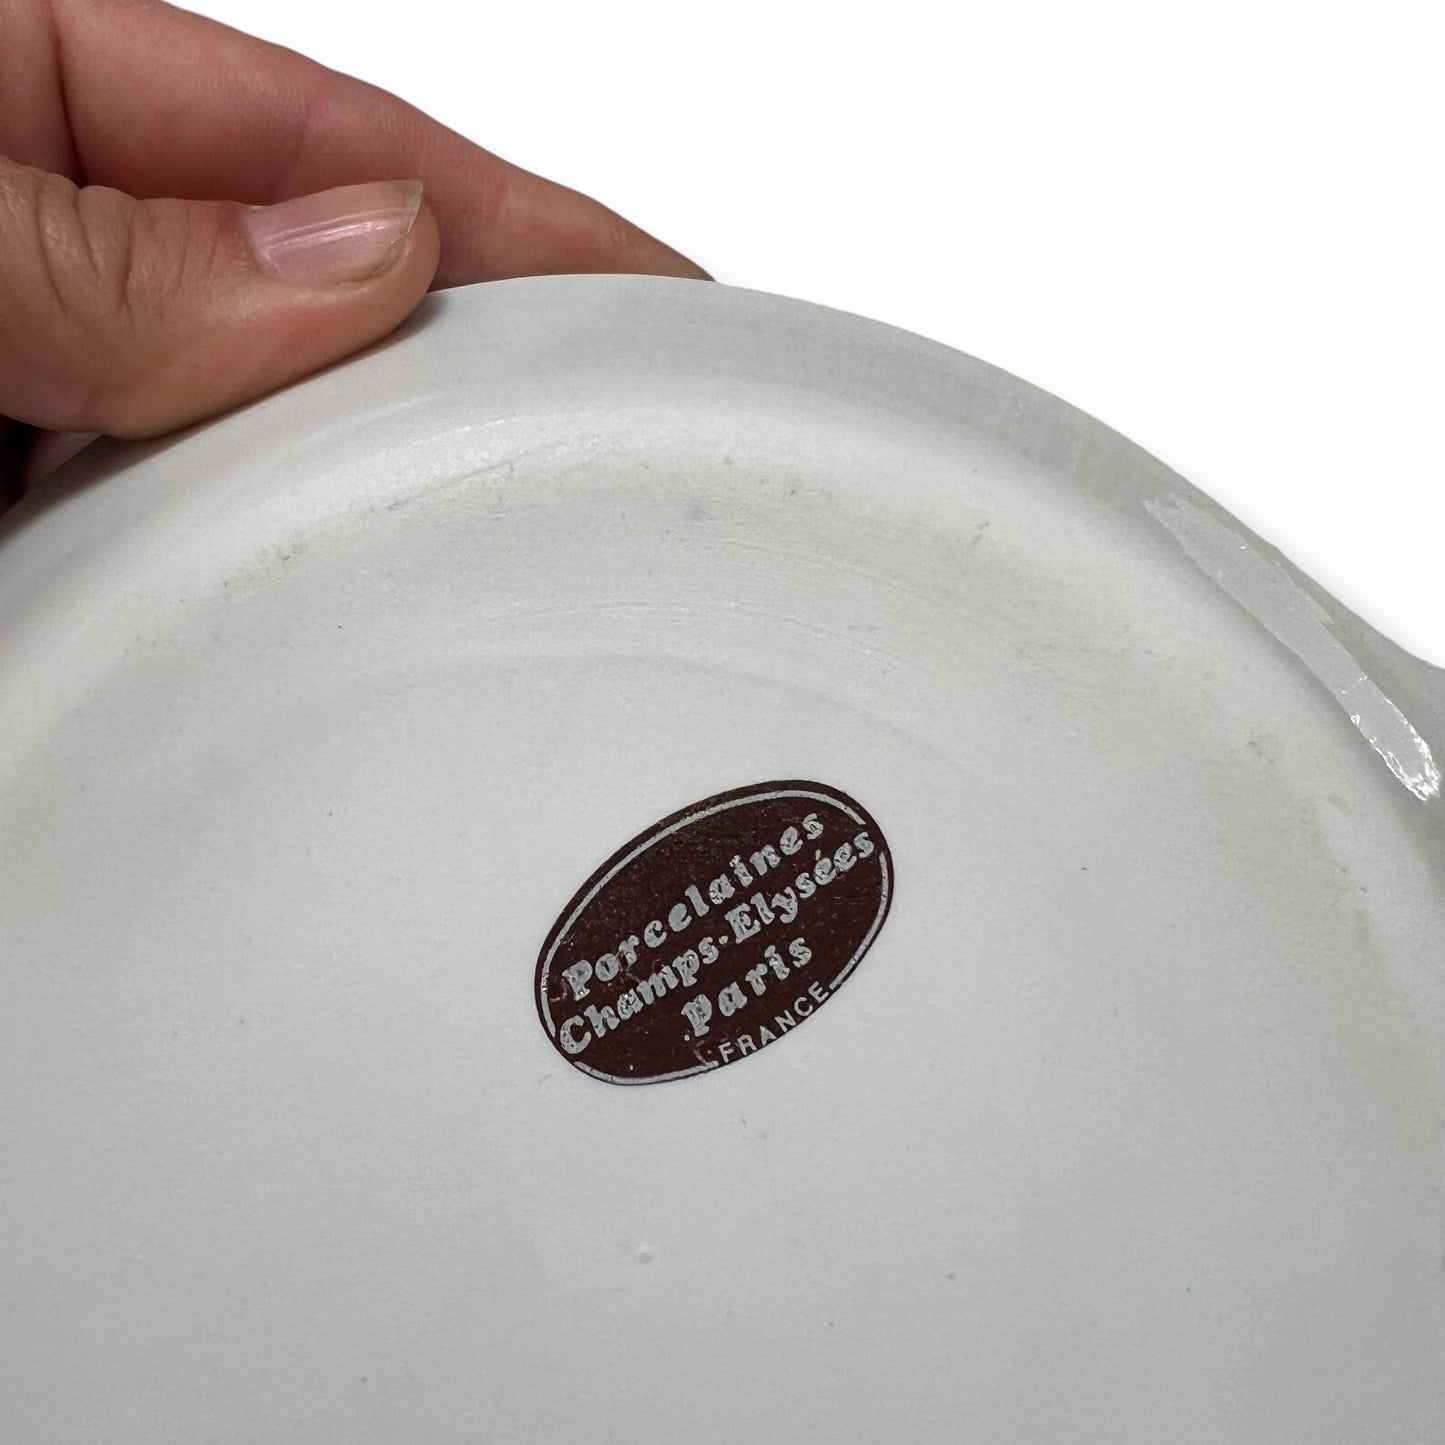 Porcelaines
Champs-Elysées
Paris
FRANCE